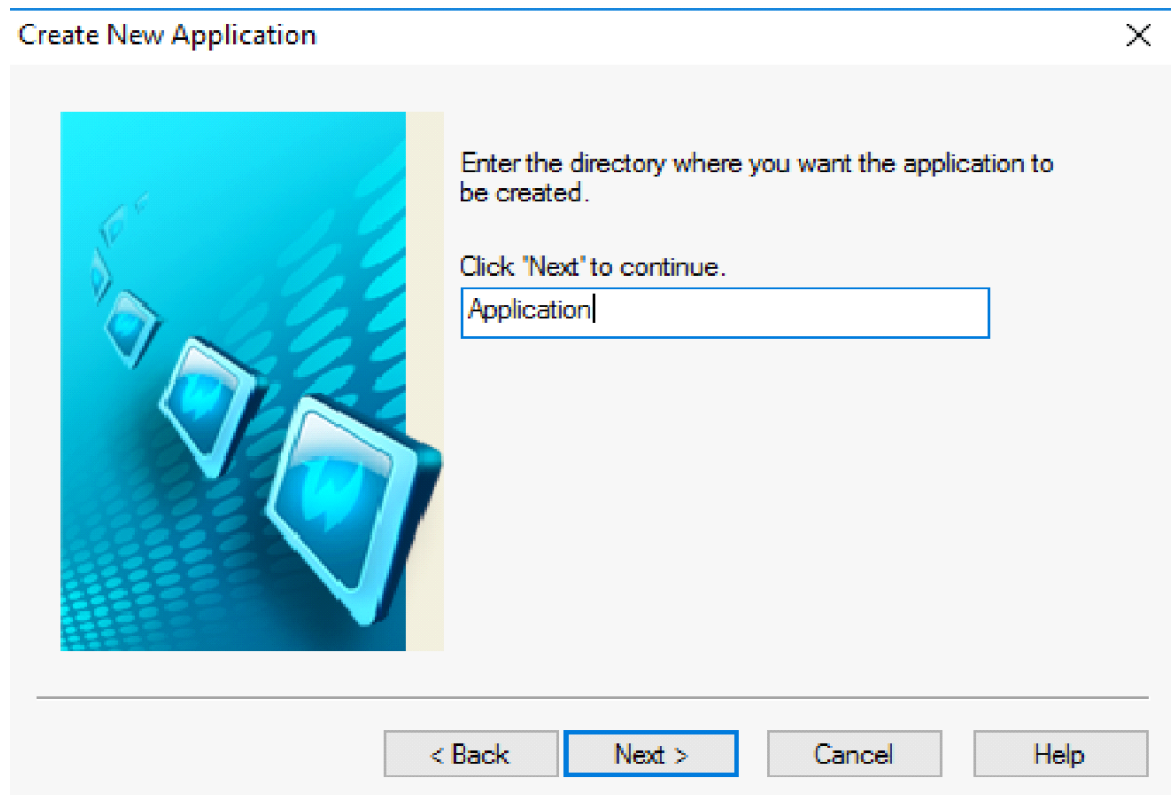 Create New Application
Enter the directory where you want the application to
be created.
Click "Next" to continue.
Application
< Back
Next >
Cancel
Help